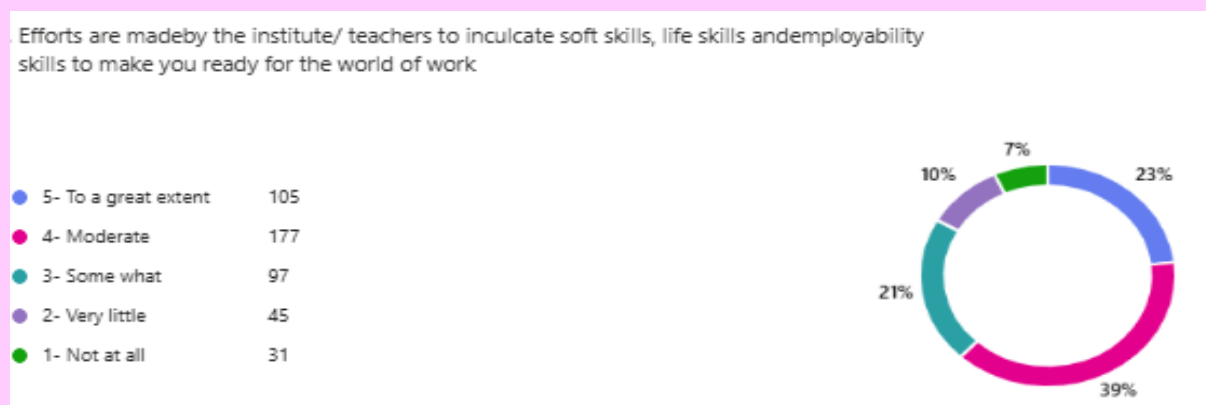 Efforts are madeby the institute/ teachers to inculcate soft skills, life skills andemployability
skills to make you ready for the world of work
5- To a great extent 105
4- Moderate 177
3- Some what 97
2- Very little 45
1- Not at all 31
7%
10%
23%
21%
39%